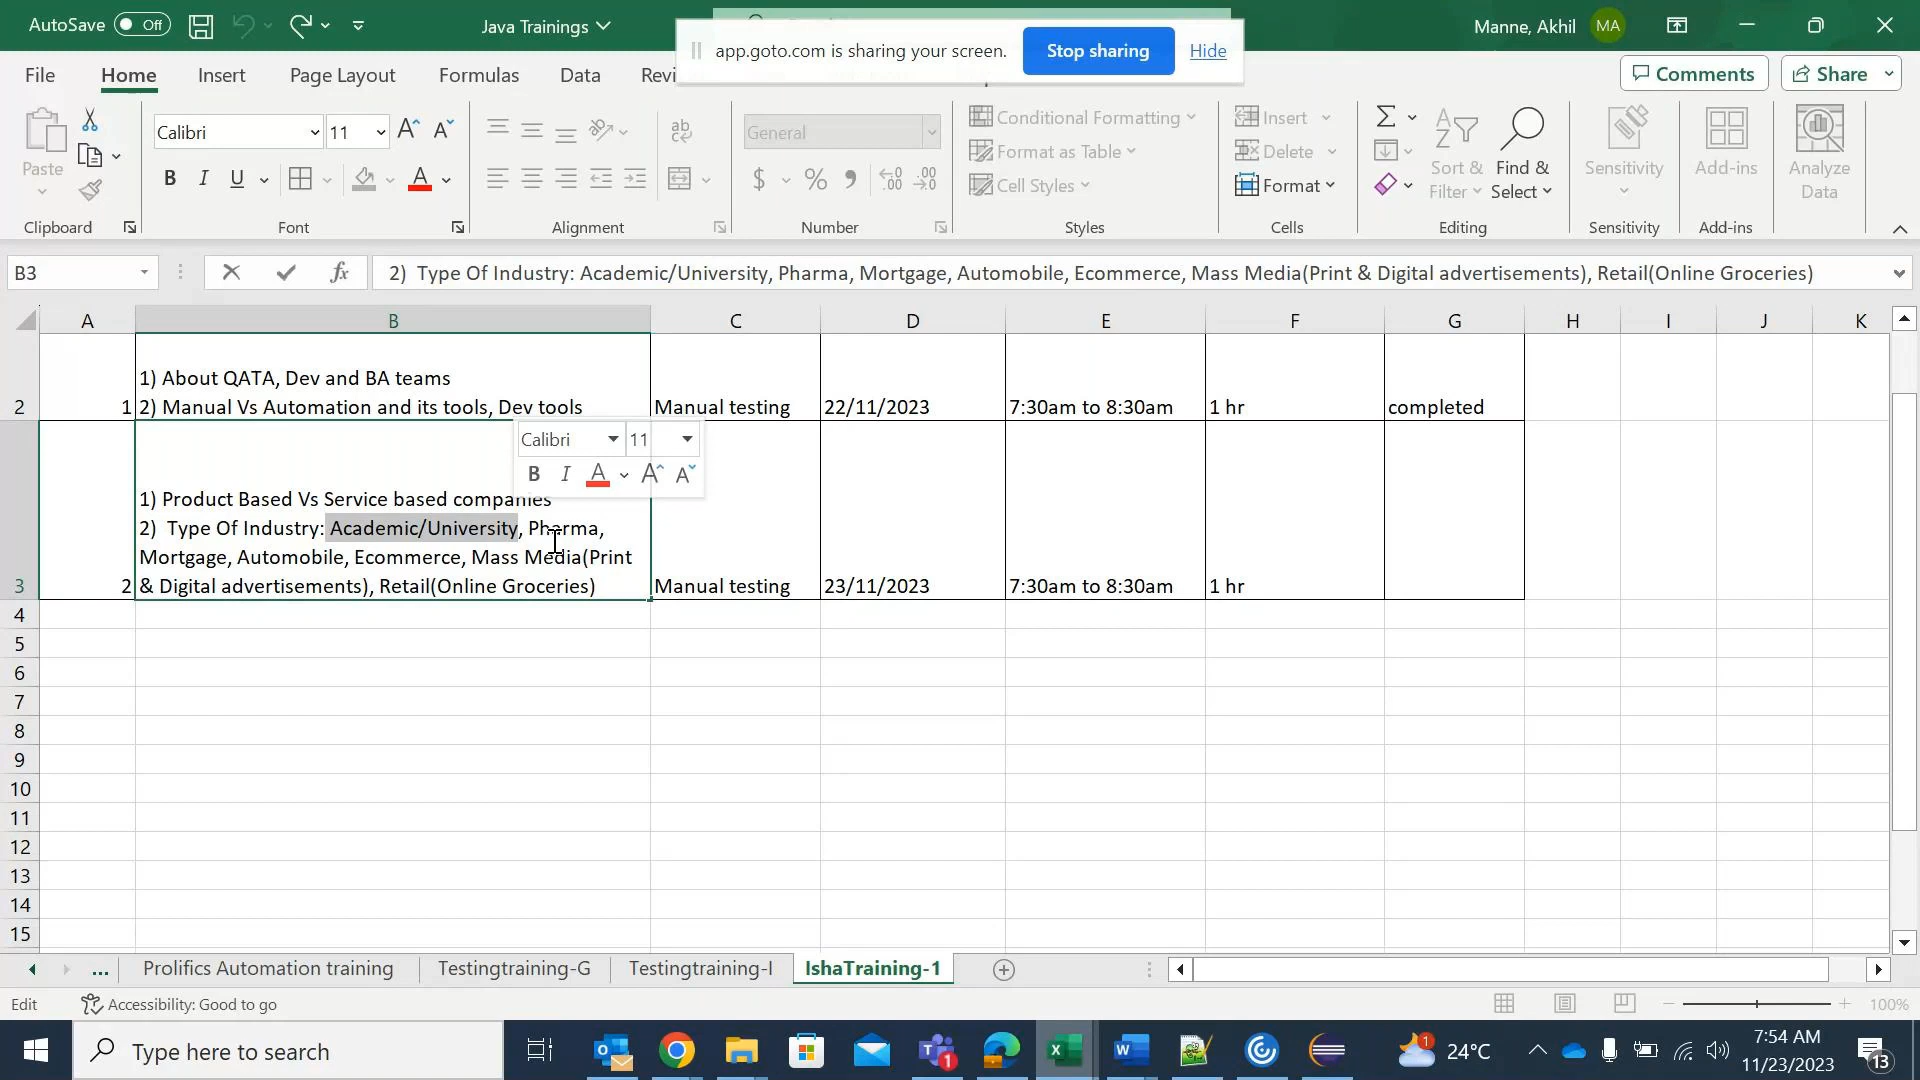 AutoSave Off
Java Trainings
Manne, Akhil MA
app.goto.com is sharing your screen. Stop sharing Hide
File Home Insert Page Layout Formulas Data Comments Share
Paste Calibri 11 B I U General $ % Conditional Formatting Format as Table Cell Styles Insert Delete Format Sort & Filter Find & Select Sensitivity Add-ins Analyze Data
Clipboard Font Alignment Number Styles Cells Editing Sensitivity Add-ins
B3 fx 2)  Type Of Industry: Academic/University, Pharma, Mortgage, Automobile, Ecommerce, Mass Media(Print & Digital advertisements), Retail(Online Groceries)
A B C D E F G H I J K
1) About QATA, Dev and BA teams
2 1 2) Manual Vs Automation and its tools, Dev tools Manual testing 22/11/2023 7:30am to 8:30am 1 hr completed
Calibri 11
B I A A A
1) Product Based Vs Service based companies
2)  Type Of Industry: Academic/University, Pharma,
Mortgage, Automobile, Ecommerce, Mass Media(Print
3 2 & Digital advertisements), Retail(Online Groceries) Manual testing 23/11/2023 7:30am to 8:30am 1 hr
4
5
6
7
8
9
10
11
12
13
14
15
... Prolifics Automation training Testingtraining-G Testingtraining-I IshaTraining-1
Edit Accessibility: Good to go 100%
Type here to search 1 1 24°C 7:54 AM
11/23/2023 13